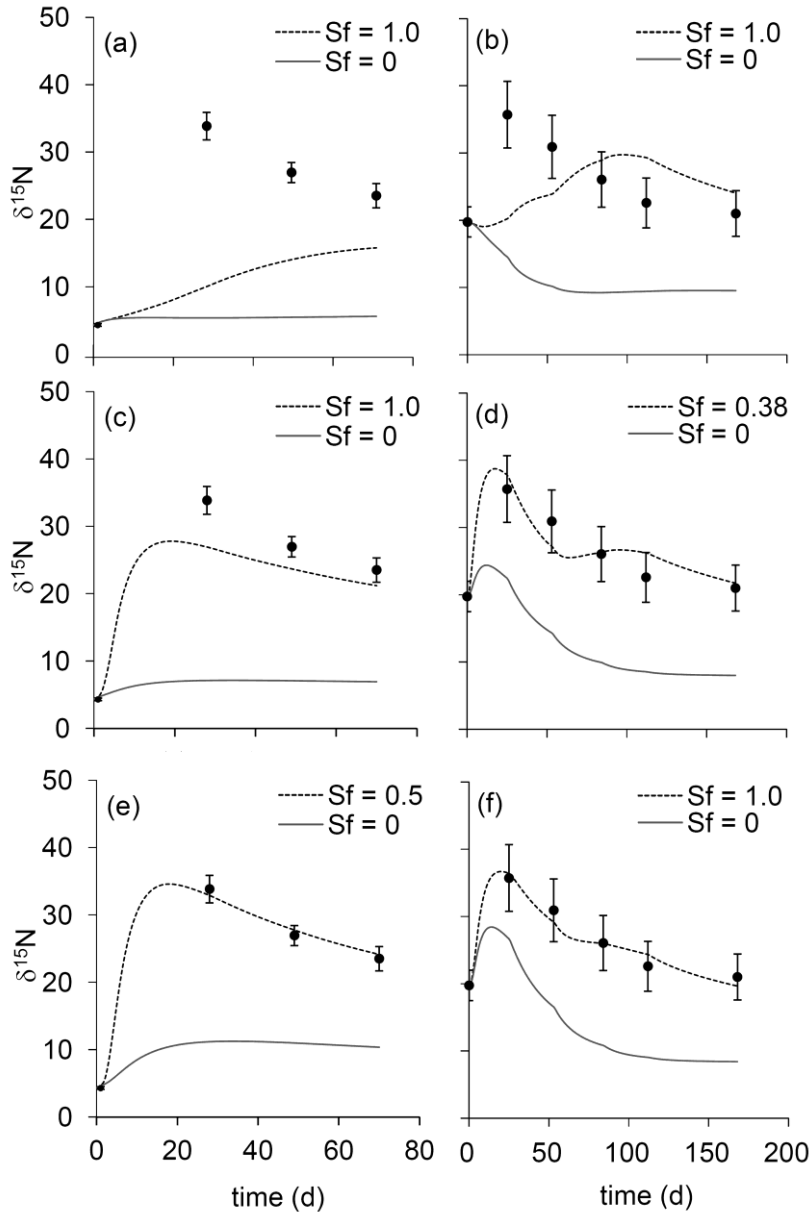 (a)
Sf = 1.0
Sf = 0
50
40
30
20
10
0
δ¹⁵N
(b)
Sf = 1.0
Sf = 0
(c)
Sf = 1.0
Sf = 0
50
40
30
20
10
0
δ¹⁵N
(d)
Sf = 0.38
Sf = 0
(e)
Sf = 0.5
Sf = 0
50
40
30
20
10
0
δ¹⁵N
0 20 40 60 80
time (d)
(f)
Sf = 1.0
Sf = 0
0 50 100 150 200
time (d)